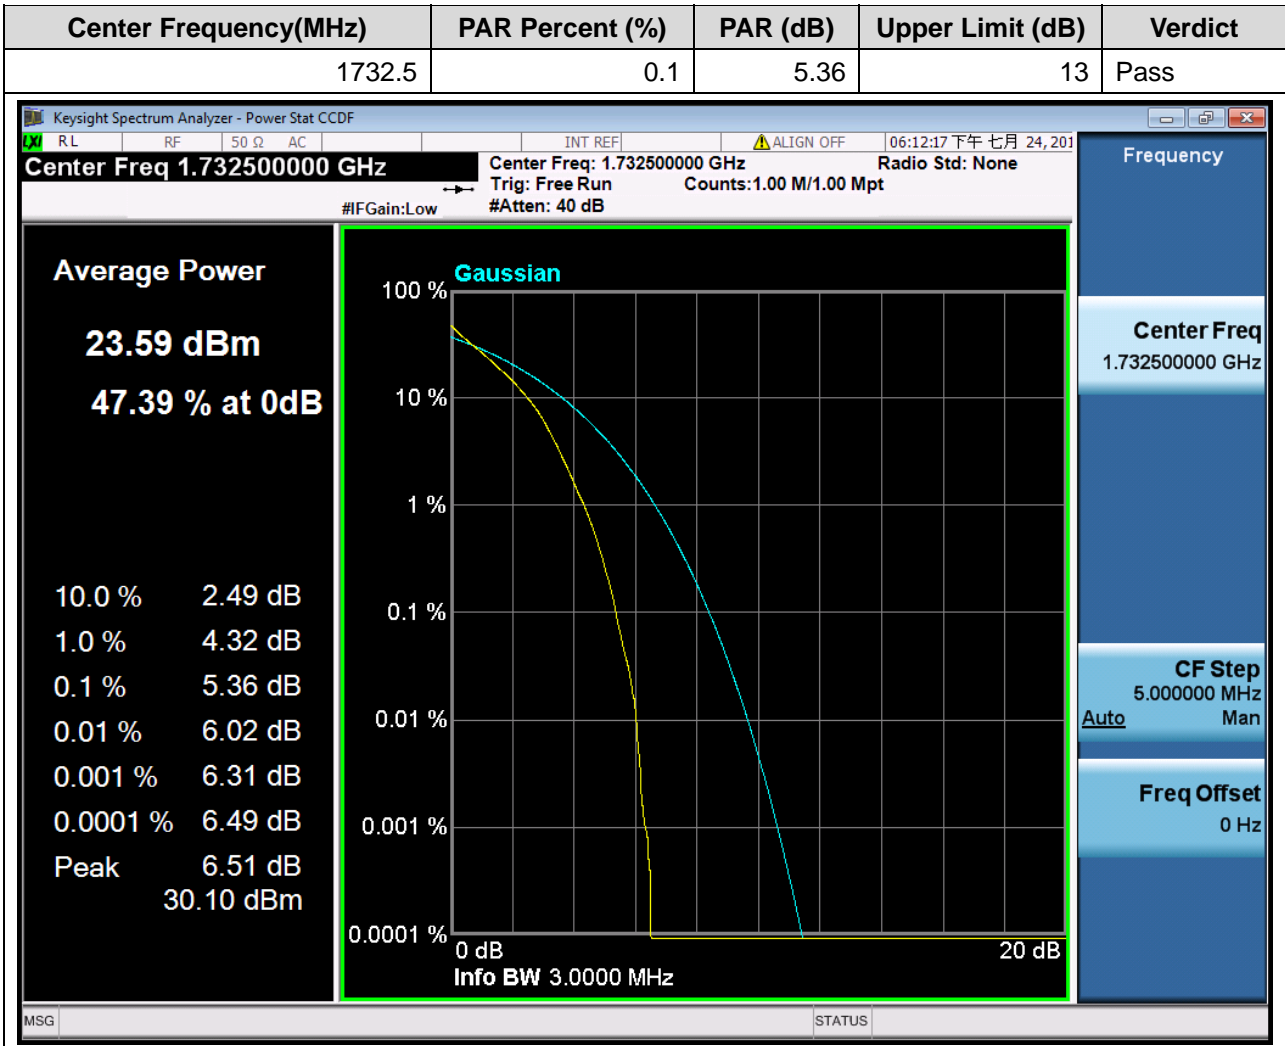 Center Frequency(MHz) PAR Percent (%) PAR (dB) Upper Limit (dB) Verdict
1732.5 0.1 5.36 13 Pass
Keysight Spectrum Analyzer - Power Stat CCDF
LXI RL RF 50 Ω AC INT REF ALIGN OFF 06:12:17 下午 七月 24, 201
Center Freq 1.732500000 GHz
Center Freq: 1.732500000 GHz Radio Std: None
Trig: Free Run Counts:1.00 M/1.00 Mpt
#IFGain:Low #Atten: 40 dB
Average Power
23.59 dBm
47.39 % at 0dB
10.0 % 2.49 dB
1.0 % 4.32 dB
0.1 % 5.36 dB
0.01 % 6.02 dB
0.001 % 6.31 dB
0.0001 % 6.49 dB
Peak 6.51 dB
30.10 dBm
Gaussian
100 %
10 %
1 %
0.1 %
0.01 %
0.001 %
0.0001 %
0 dB 20 dB
Info BW 3.0000 MHz
Frequency
Center Freq
1.732500000 GHz
CF Step
5.000000 MHz
Auto Man
Freq Offset
0 Hz
MSG STATUS